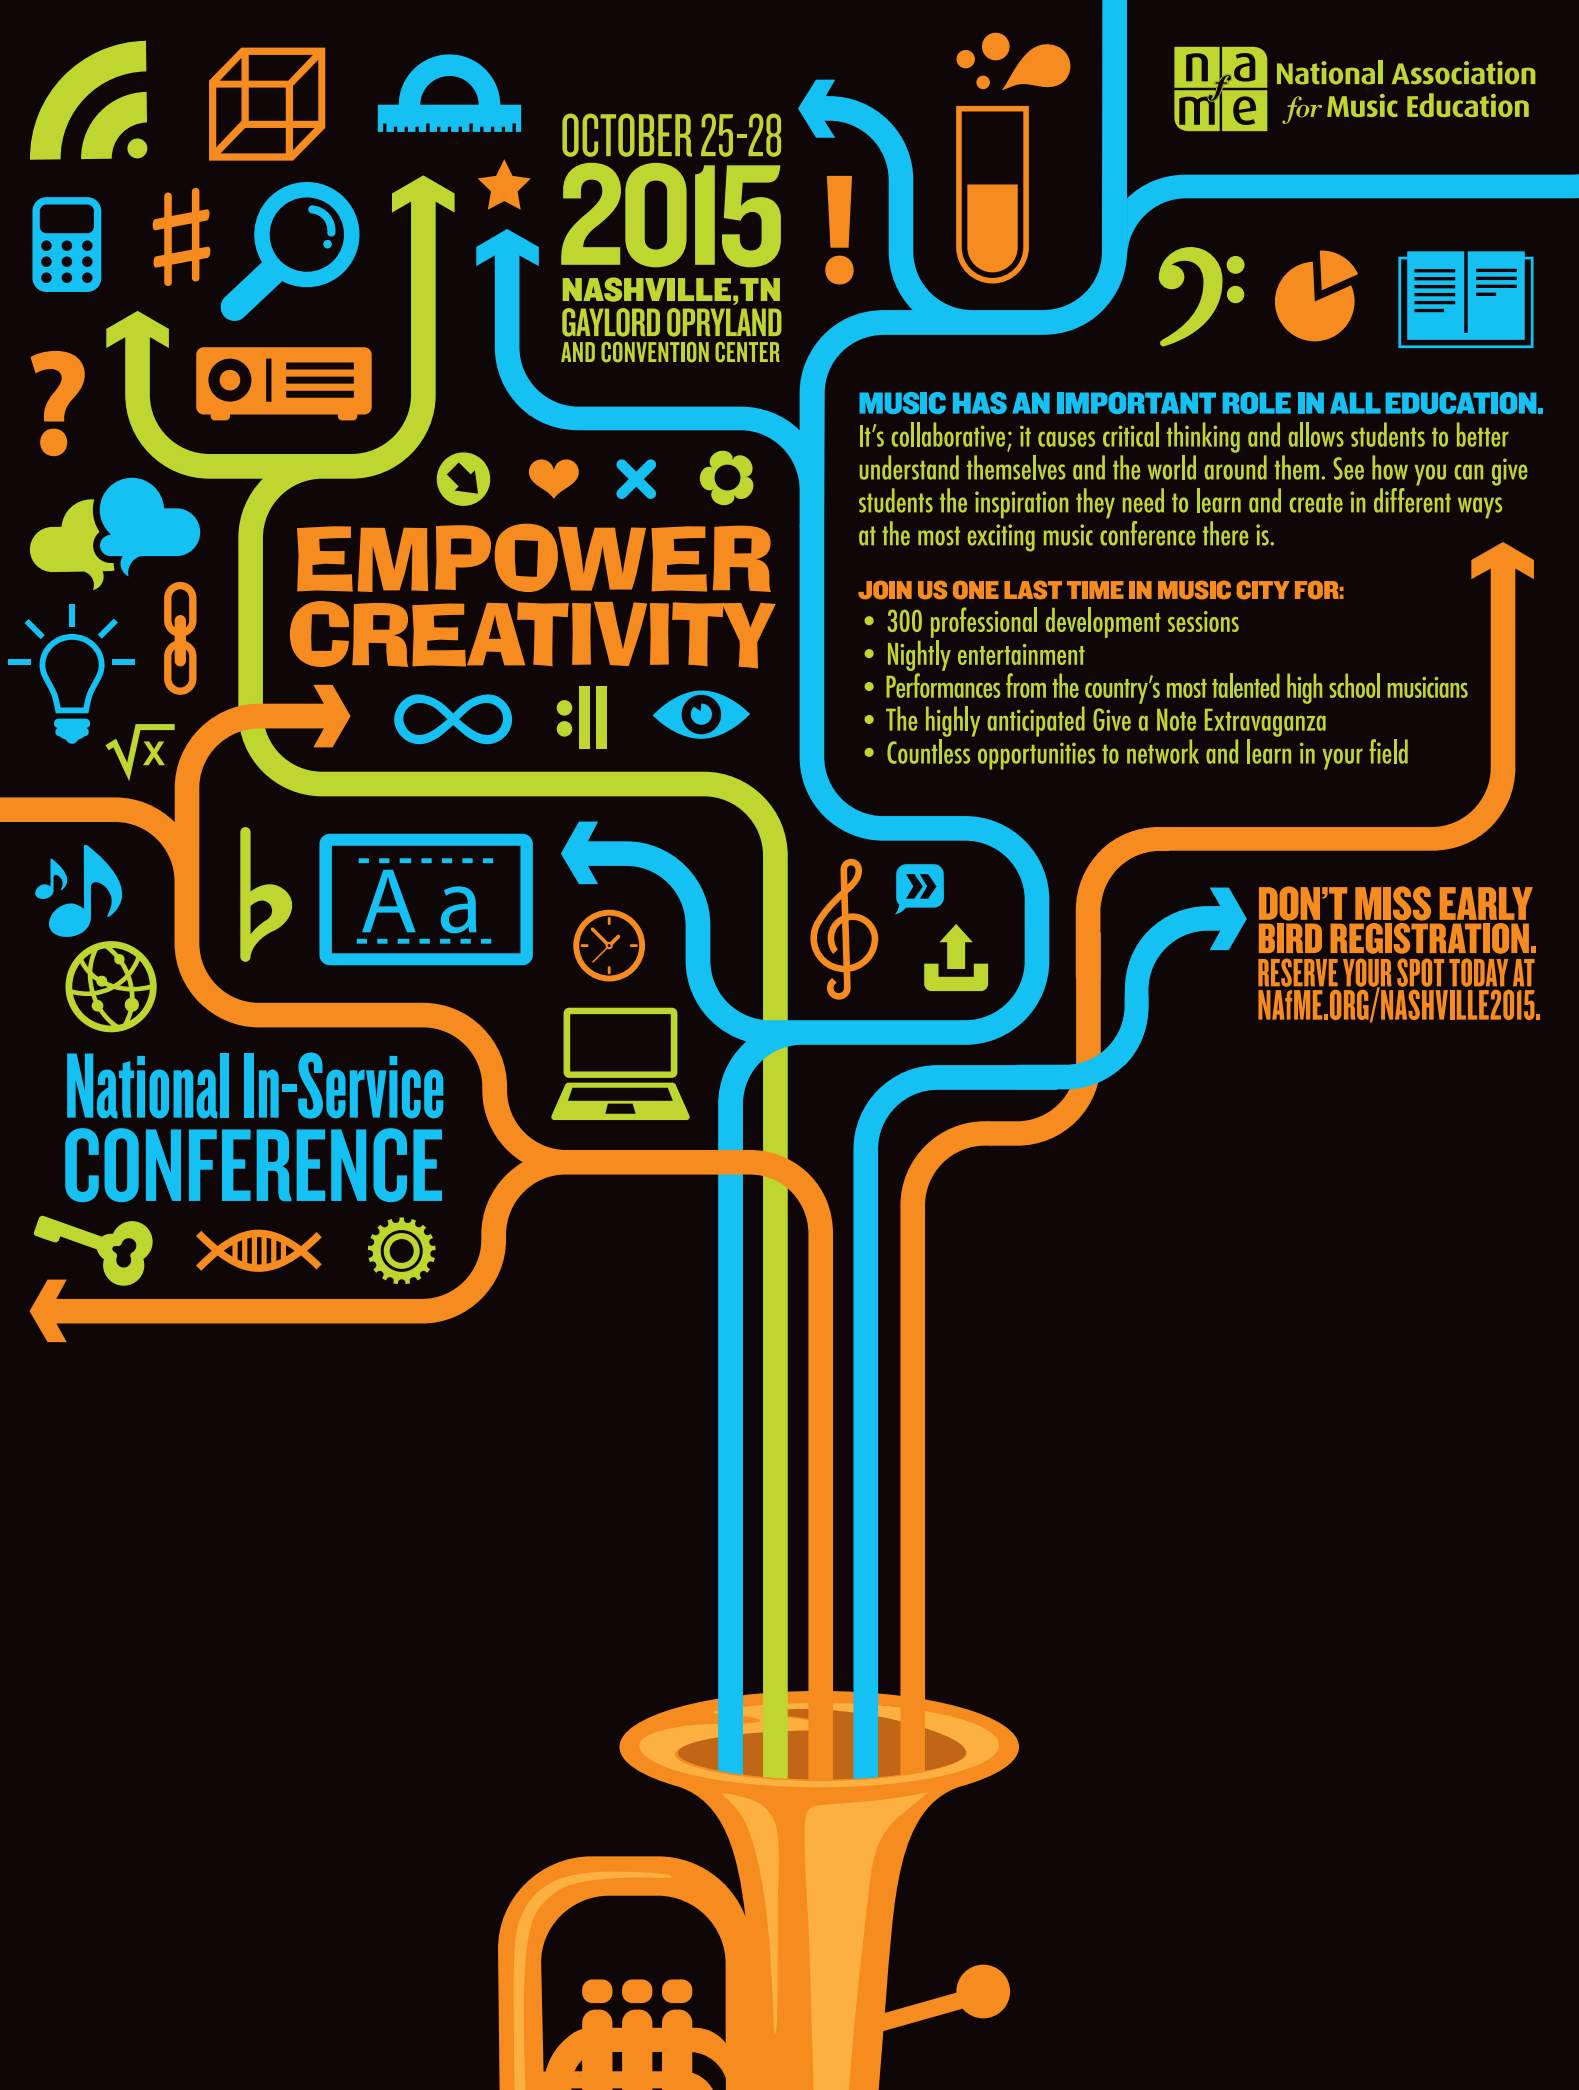 nafme
National Association
for Music Education
OCTOBER 25-28
2015
NASHVILLE, TN
GAYLORD OPRYLAND
AND CONVENTION CENTER
MUSIC HAS AN IMPORTANT ROLE IN ALL EDUCATION.
It's collaborative; it causes critical thinking and allows students to better
understand themselves and the world around them. See how you can give
students the inspiration they need to learn and create in different ways
at the most exciting music conference there is.
EMPOWER
CREATIVITY
JOIN US ONE LAST TIME IN MUSIC CITY FOR:
• 300 professional development sessions
• Nightly entertainment
• Performances from the country's most talented high school musicians
• The highly anticipated Give a Note Extravaganza
• Countless opportunities to network and learn in your field
√x
A a
DON'T MISS EARLY
BIRD REGISTRATION.
RESERVE YOUR SPOT TODAY AT
NAfME.ORG/NASHVILLE2015.
National In-Service
CONFERENCE